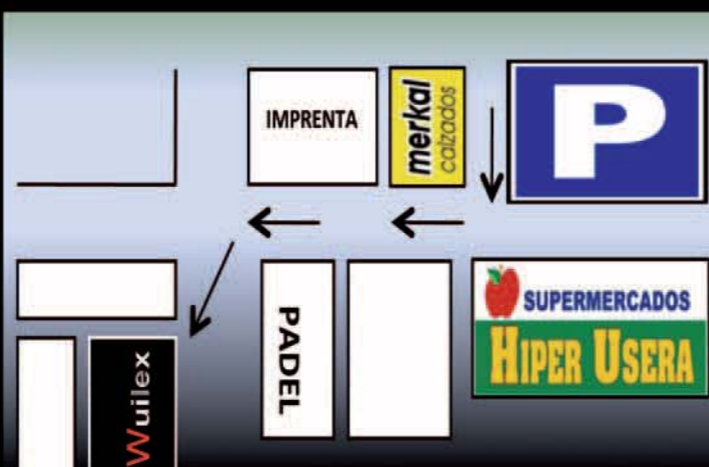 IMPRENTA
merkal
calzados
P
SUPERMERCADOS
HIPER USERA
PADEL
Wuilex